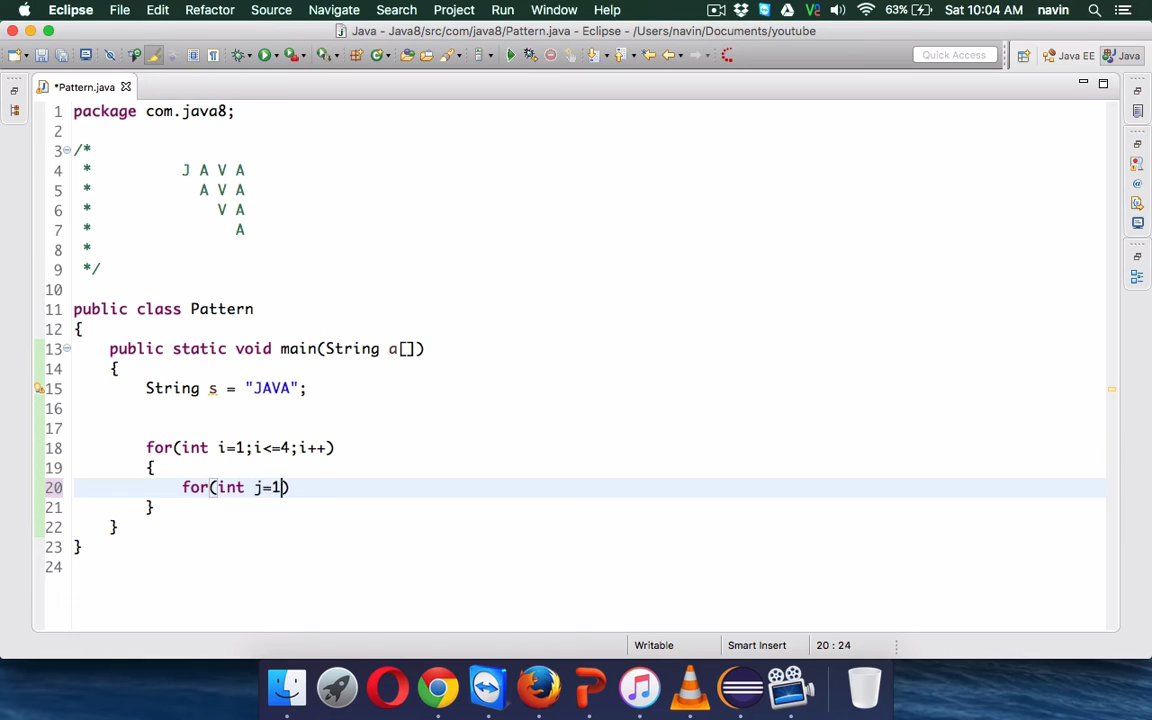 Eclipse File Edit Refactor Source Navigate Search Project Run Window Help 63% Sat 10:04 AM navin
Java - Java8/src/com/java8/Pattern.java - Eclipse - /Users/navin/Documents/youtube
Quick Access Java EE Java
*Pattern.java
1 package com.java8;
2
3 /*
4 * J A V A
5 * A V A
6 * V A
7 * A
8 *
9 */
10
11 public class Pattern
12 {
13 public static void main(String a[])
14 {
15 String s = "JAVA";
16
17
18 for(int i=1;i<=4;i++)
19 {
20 for(int j=1)
21 }
22 }
23 }
24
Writable Smart Insert 20 : 24